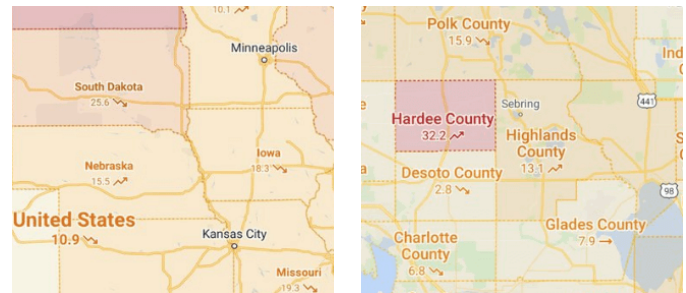 10.1
Minneapolis
South Dakota
25.6
Nebraska
15.5
Iowa
18.3
United States
10.9
Kansas City
Missouri
19.3
Polk County
15.9
Ind
Hardee County
32.2
Sebring
441
Highlands
County
13.1
Desoto County
2.8
98
Glades County
7.9
Charlotte
County
6.8